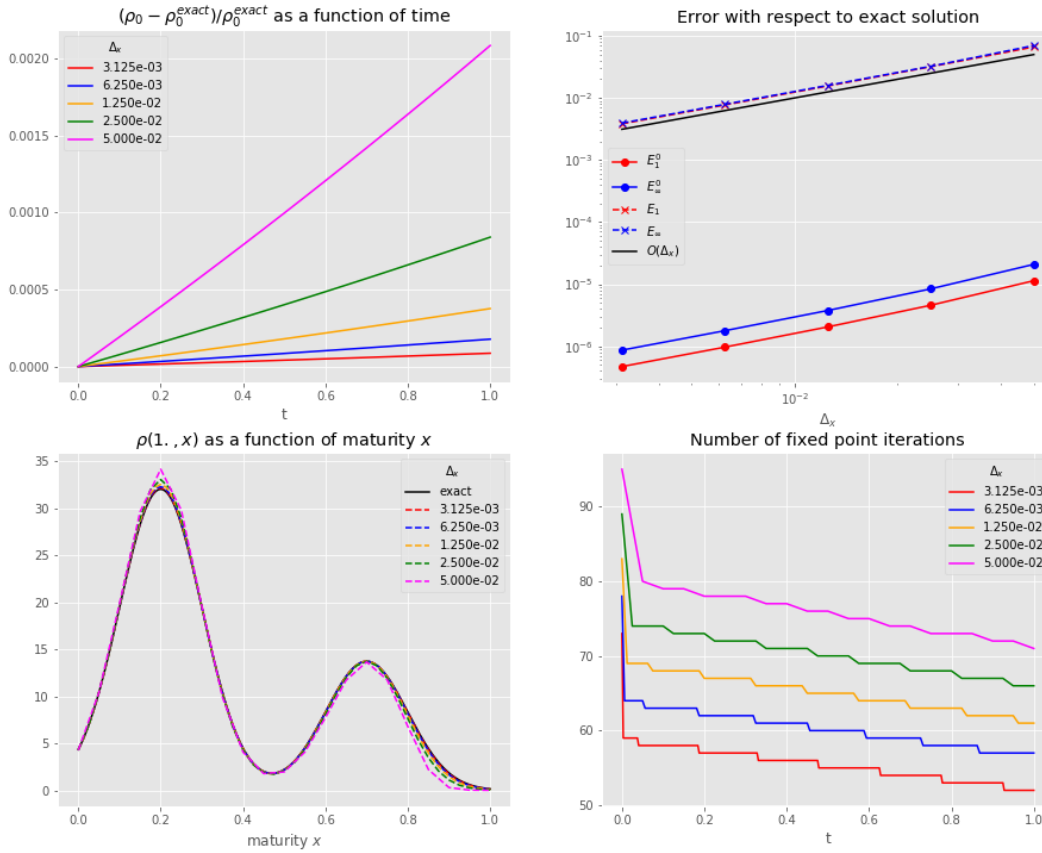 (ρ₀ − ρ₀^exact)/ρ₀^exact as a function of time
Δₓ
3.125e-03
6.250e-03
1.250e-02
2.500e-02
5.000e-02
0.0020
0.0015
0.0010
0.0005
0.0000
0.0 0.2 0.4 0.6 0.8 1.0
t
Error with respect to exact solution
10⁻¹
10⁻²
10⁻³
10⁻⁴
10⁻⁵
10⁻⁶
E₁⁰
E∞⁰
E₁
E∞
O(Δₓ)
10⁻²
Δₓ
ρ(1. , x) as a function of maturity x
Δₓ
exact
3.125e-03
6.250e-03
1.250e-02
2.500e-02
5.000e-02
35
30
25
20
15
10
5
0
0.0 0.2 0.4 0.6 0.8 1.0
maturity x
Number of fixed point iterations
Δₓ
3.125e-03
6.250e-03
1.250e-02
2.500e-02
5.000e-02
90
80
70
60
50
0.0 0.2 0.4 0.6 0.8 1.0
t